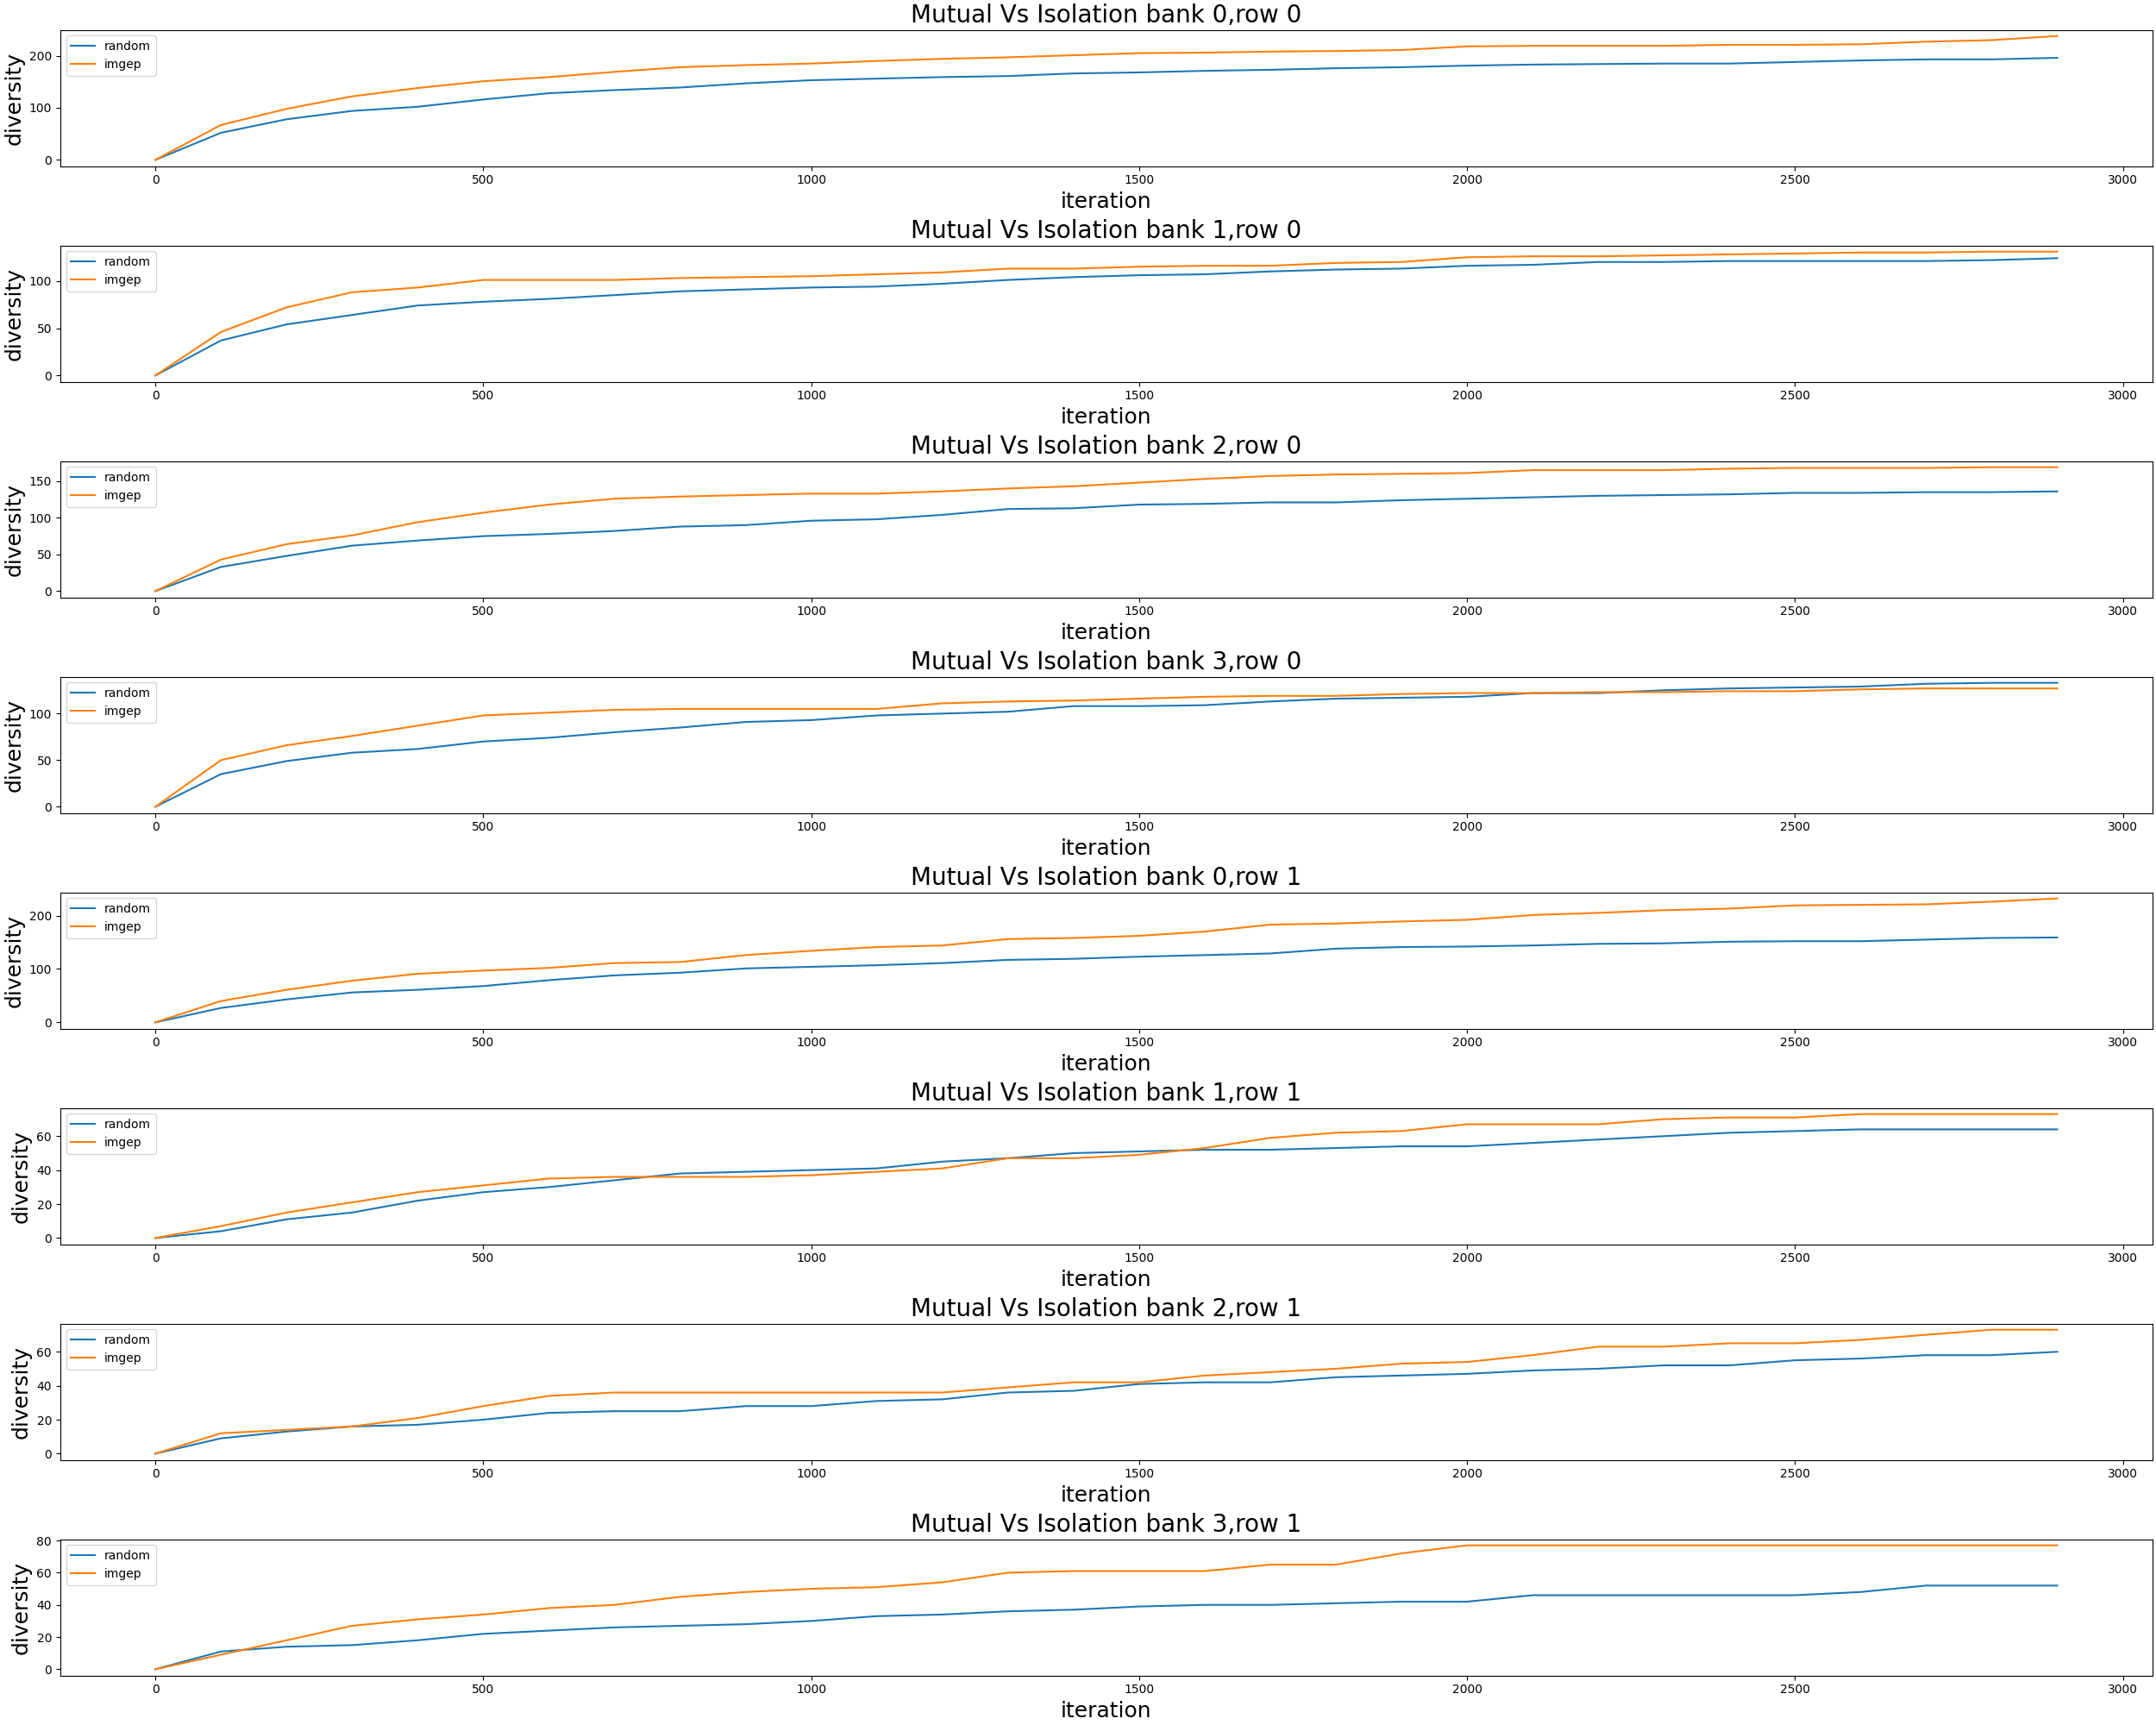 Mutual Vs Isolation bank 0,row 0
random
imgep
diversity
200
100
0
0 500 1000 1500 2000 2500 3000
iteration
Mutual Vs Isolation bank 1,row 0
random
imgep
diversity
100
50
0
0 500 1000 1500 2000 2500 3000
iteration
Mutual Vs Isolation bank 2,row 0
random
imgep
diversity
150
100
50
0
0 500 1000 1500 2000 2500 3000
iteration
Mutual Vs Isolation bank 3,row 0
random
imgep
diversity
100
50
0
0 500 1000 1500 2000 2500 3000
iteration
Mutual Vs Isolation bank 0,row 1
random
imgep
diversity
200
100
0
0 500 1000 1500 2000 2500 3000
iteration
Mutual Vs Isolation bank 1,row 1
random
imgep
diversity
60
40
20
0
0 500 1000 1500 2000 2500 3000
iteration
Mutual Vs Isolation bank 2,row 1
random
imgep
diversity
60
40
20
0
0 500 1000 1500 2000 2500 3000
iteration
Mutual Vs Isolation bank 3,row 1
random
imgep
diversity
80
60
40
20
0
0 500 1000 1500 2000 2500 3000
iteration